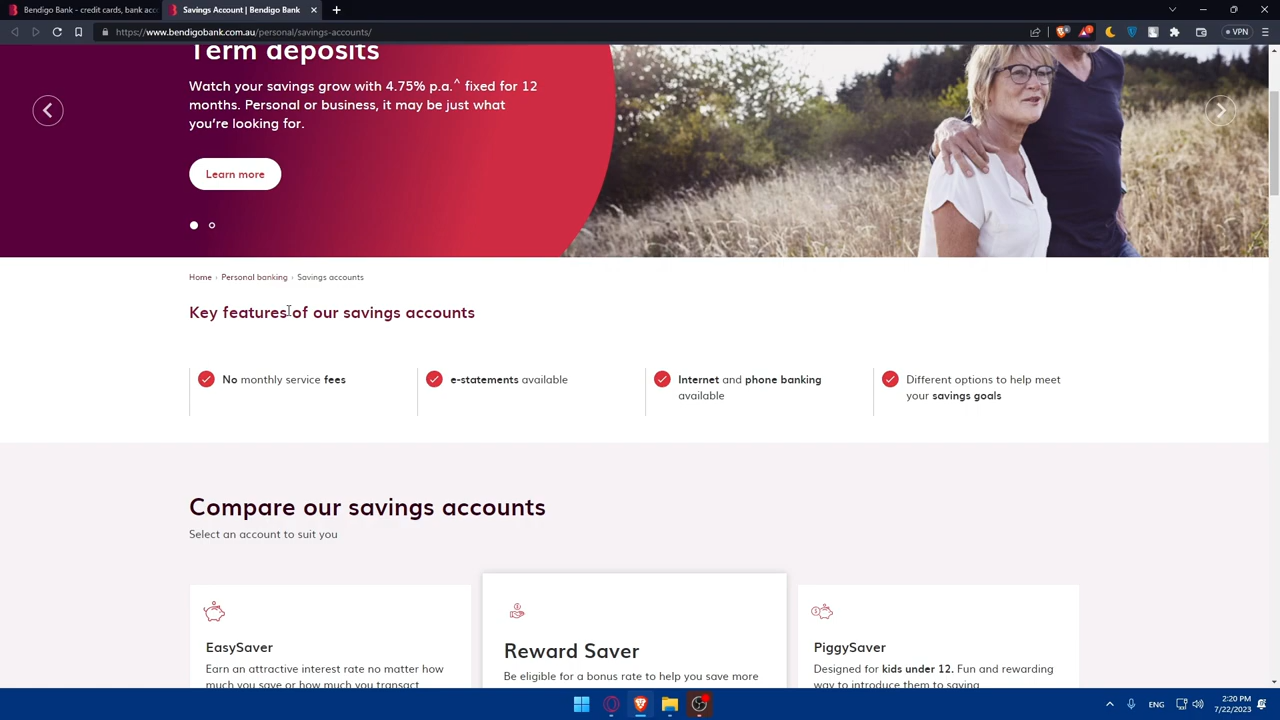 Bendigo Bank - credit cards, bank acco
Savings Account | Bendigo Bank
https://www.bendigobank.com.au/personal/savings-accounts/
VPN
Term deposits
Watch your savings grow with 4.75% p.a.^ fixed for 12
months. Personal or business, it may be just what
you're looking for.
Learn more
Home › Personal banking › Savings accounts
Key features of our savings accounts
No monthly service fees
e-statements available
Internet and phone banking
available
Different options to help meet
your savings goals
Compare our savings accounts
Select an account to suit you
EasySaver
Earn an attractive interest rate no matter how
much you save or how much you transact
Reward Saver
Be eligible for a bonus rate to help you save more
PiggySaver
Designed for kids under 12. Fun and rewarding
way to introduce them to saving
ENG
2:20 PM
7/22/2023